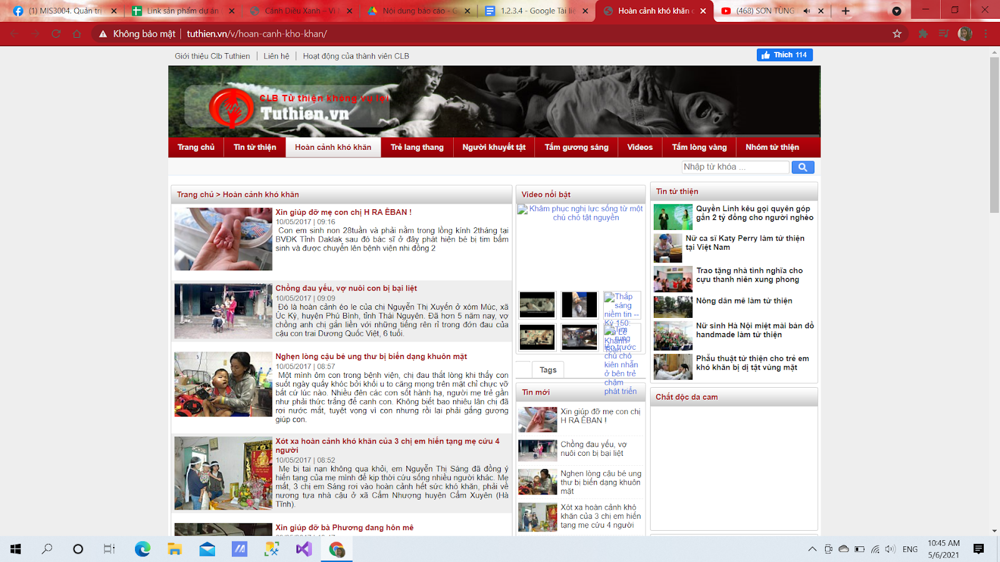 (1) MIS3004. Quản trị
Link sản phẩm dự án
Cánh Diều Xanh – Vì
Nội dung báo cáo - G
1.2.3.4 - Google Tài liệ
Hoàn cảnh khó khăn
(468) SƠN TÙNG
Không bảo mật
tuthien.vn/v/hoan-canh-kho-khan/
Giới thiệu Clb Tuthien
Liên hệ
Hoạt động của thành viên CLB
Thích 114
CLB Từ thiện không vụ lợi
Tuthien.vn
Trang chủ
Tin từ thiện
Hoàn cảnh khó khăn
Trẻ lang thang
Người khuyết tật
Tấm gương sáng
Videos
Tấm lòng vàng
Nhóm từ thiện
Nhập từ khóa ...
Trang chủ > Hoàn cảnh khó khăn
Xin giúp đỡ mẹ con chị H RA ÊBAN !
10/05/2017 | 09:16
Con em sinh non 28tuần và phải nằm trong lồng kính 2tháng tại
BVĐK Tỉnh Daklak sau đó bác sĩ ở đây phát hiện bé bị tim bẩm
sinh và được chuyển lên bệnh viện nhi đồng 2
Chồng đau yếu, vợ nuôi con bị bại liệt
10/05/2017 | 09:09
Đó là hoàn cảnh éo le của chị Nguyễn Thị Xuyến ở xóm Múc, xã
Úc Kỳ, huyện Phú Bình, tỉnh Thái Nguyên. Đã hơn 5 năm nay, vợ
chồng anh chị gắn liền với những tiếng rên rỉ trong đớn đau của
cậu con trai Dương Quốc Việt, 6 tuổi.
Nghẹn lòng cậu bé ung thư bị biến dạng khuôn mặt
10/05/2017 | 08:57
Một mình ôm con trong bệnh viện, chị đau thắt lòng khi thấy con
suốt ngày quấy khóc bởi khối u to căng mọng trên mặt chỉ chực vỡ
bất cứ lúc nào. Nhiều đên các cơn sốt hành hạ, người mẹ trẻ gần
như phải thức trắng để canh con. Không biết bao nhiêu lần chị đã
rơi nước mắt, tuyệt vọng vì con nhưng rồi lại phải gắng gượng
giúp con.
Xót xa hoàn cảnh khó khăn của 3 chị em hiến tạng mẹ cứu 4
người
10/05/2017 | 08:52
Mẹ bị tai nạn không qua khỏi, em Nguyễn Thị Sáng đã đồng ý
hiến tạng của mẹ mình để kịp thời cứu sống nhiều người khác. Mẹ
mất, 3 chị em Sáng rơi vào hoàn cảnh hết sức khó khăn, phải về
nương tựa nhà cậu ở xã Cẩm Nhượng huyện Cẩm Xuyên (Hà
Tĩnh).
Xin giúp đỡ bà Phương đang hôn mê
Video nổi bật
Khâm phục nghị lực sống từ một
chú chó tật nguyền
Thắp
sáng
niềm tin --
Kỳ 150:
Lê
Khánh
Toàn
Tìm
rưng
lên trước
chú chó
kiên nhẫn
ở bên trẻ
chậm
phát triển
Tags
Tin mới
Xin giúp đỡ mẹ con chị
H RA ÊBAN !
Chồng đau yếu, vợ
nuôi con bị bại liệt
Nghẹn lòng cậu bé ung
thư bị biến dạng khuôn
mặt
Xót xa hoàn cảnh khó
khăn của 3 chị em hiến
tạng mẹ cứu 4 người
Tin từ thiện
Quyền Linh kêu gọi quyên góp
gần 2 tỷ đồng cho người nghèo
Nữ ca sĩ Katy Perry làm từ thiện
tại Việt Nam
Trao tặng nhà tình nghĩa cho
cựu thanh niên xung phong
Nông dân mê làm từ thiện
Nữ sinh Hà Nội miệt mài bán đồ
handmade làm từ thiện
Phẫu thuật từ thiện cho trẻ em
khó khăn bị dị tật vùng mặt
Chất độc da cam
ENG
10:45 AM
5/6/2021